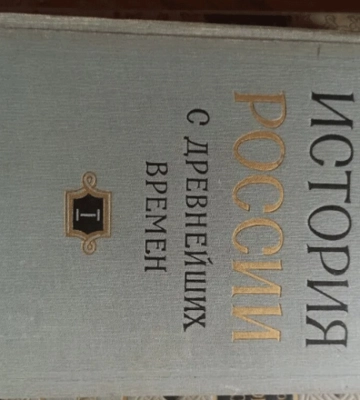 ИСТОРИЯ
РОССИИ
С ДРЕВНЕЙШИХ
ВРЕМЕН
I